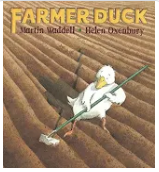 FARMER DUCK
Martin Waddell • Helen Oxenbury